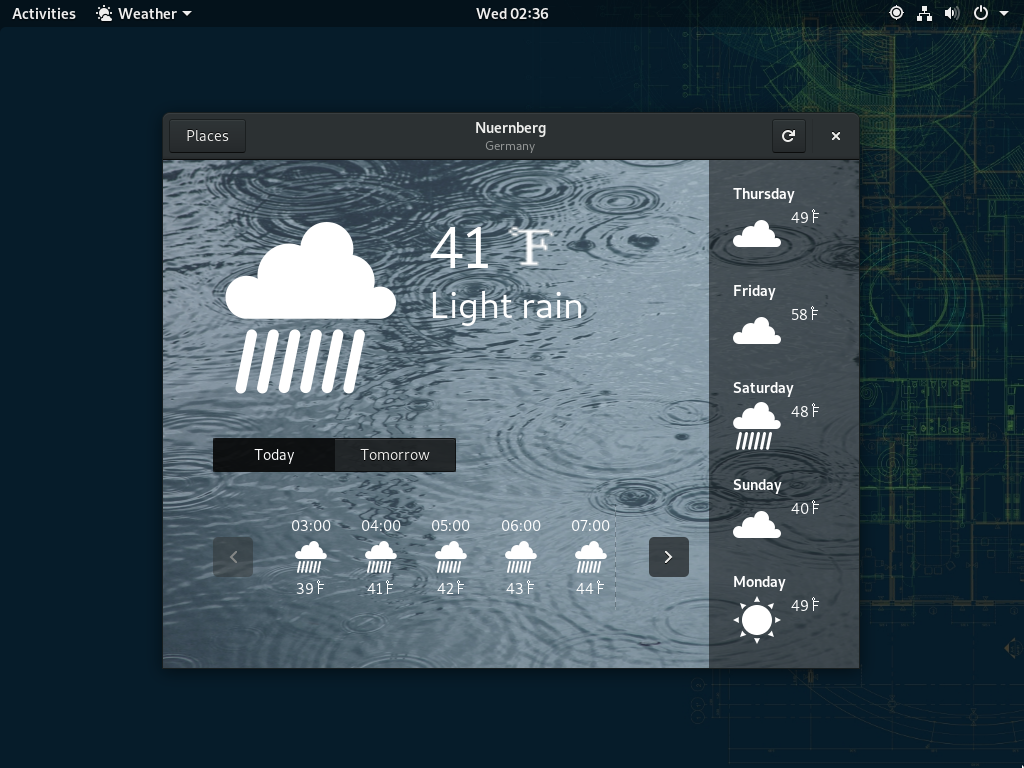 Activities Weather Wed 02:36
Places Nuernberg
Germany
41 °F
Light rain
Today Tomorrow
03:00 04:00 05:00 06:00 07:00
39 °F 41 °F 42 °F 43 °F 44 °F
Thursday
49 °F
Friday
58 °F
Saturday
48 °F
Sunday
40 °F
Monday
49 °F